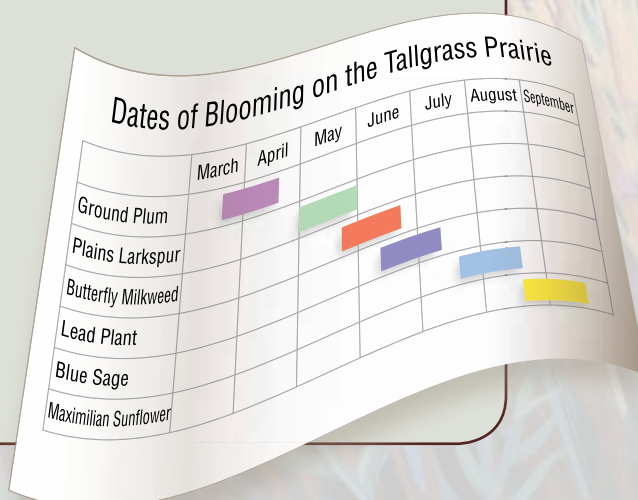 Dates of Blooming on the Tallgrass Prairie
March April May June July August September
Ground Plum
Plains Larkspur
Butterfly Milkweed
Lead Plant
Blue Sage
Maximilian Sunflower